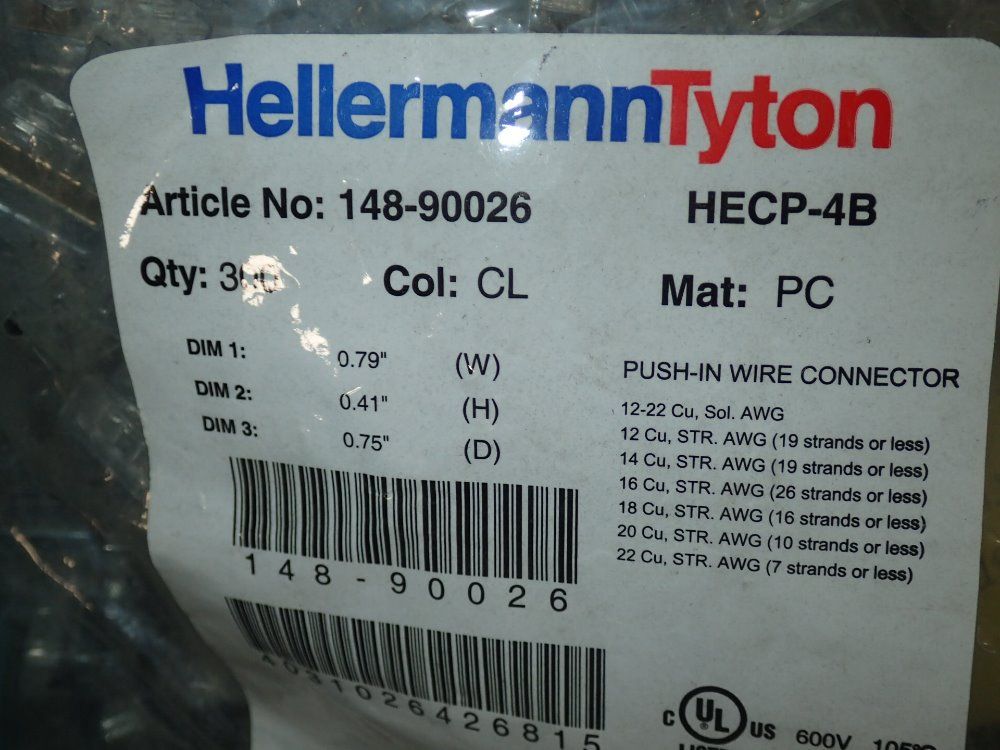 HellermannTyton
Article No: 148-90026 HECP-4B
Qty: 300 Col: CL Mat: PC
DIM 1: 0.79" (W)
DIM 2: 0.41" (H)
DIM 3: 0.75" (D)
PUSH-IN WIRE CONNECTOR
12-22 Cu, Sol. AWG
12 Cu, STR. AWG (19 strands or less)
14 Cu, STR. AWG (19 strands or less)
16 Cu, STR. AWG (26 strands or less)
18 Cu, STR. AWG (16 strands or less)
20 Cu, STR. AWG (10 strands or less)
22 Cu, STR. AWG (7 strands or less)
148-90026
A031026426815
C UL US 600V